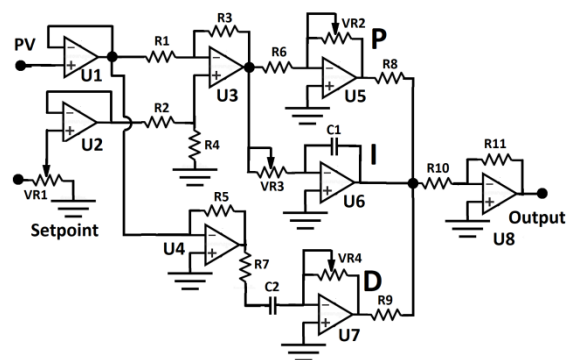 PV
U1
R1
R3
U3
R6
VR2
P
U5
R8
U2
R2
R4
VR1
Setpoint
VR3
C1
I
U6
R10
R11
U8
Output
R5
U4
R7
C2
VR4
D
U7
R9